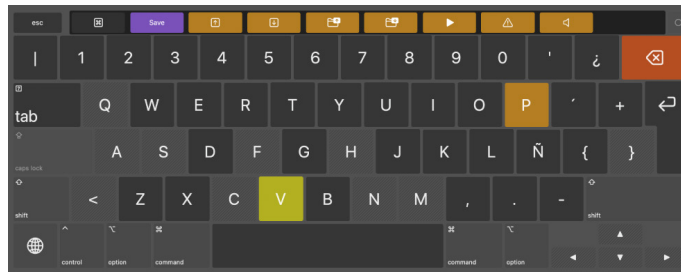 esc ⌘ Save
| 1 2 3 4 5 6 7 8 9 0 ' ¿
tab Q W E R T Y U I O P ´ +
caps lock A S D F G H J K L Ñ { }
shift < Z X C V B N M , . - shift
control option command command option